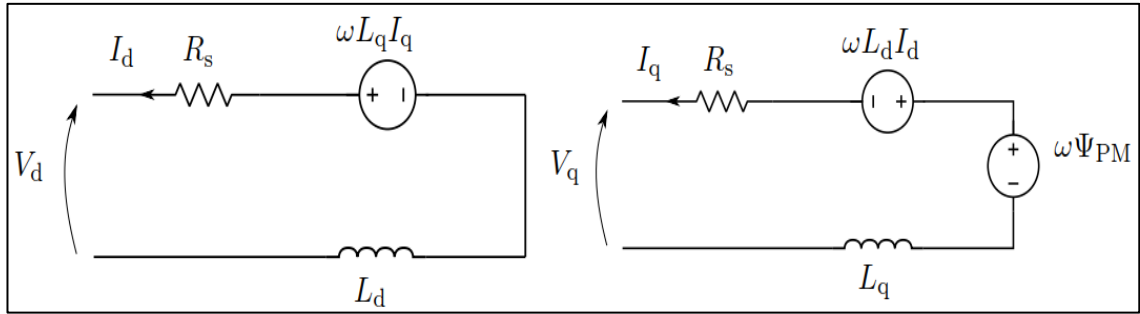 I_d R_s ωL_qI_q
+ −
V_d
L_d
I_q R_s ωL_dI_d
− +
V_q
+
−
ωΨ_PM
L_q